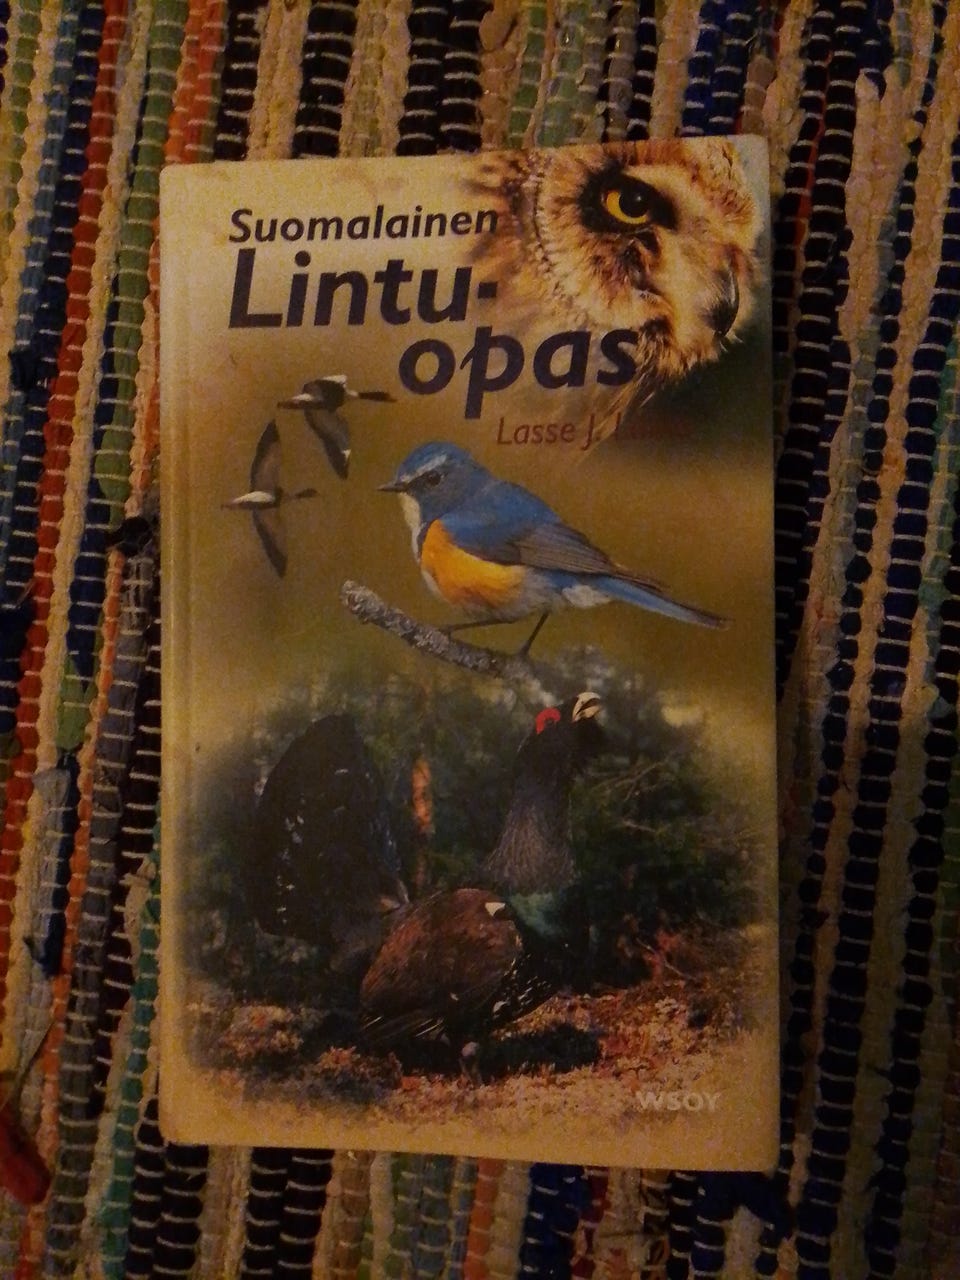 Suomalainen
Lintu-
opas
Lasse J.
WSOY